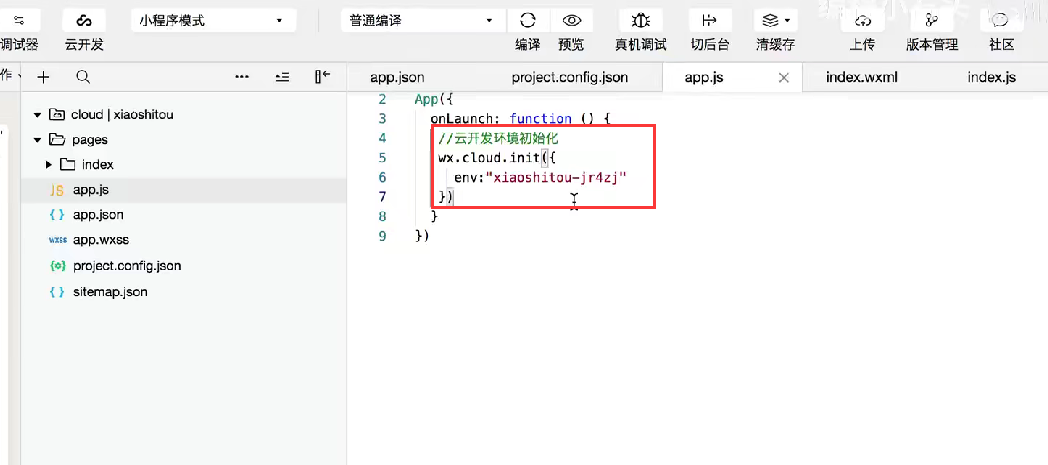 小程序模式
普通编译
调试器
云开发
编译
预览
真机调试
切后台
清缓存
上传
版本管理
社区
作
app.json
project.config.json
app.js
index.wxml
index.js
cloud | xiaoshitou
pages
index
JS app.js
{ } app.json
wxss app.wxss
project.config.json
{ } sitemap.json
2 App({
3 onLaunch: function () {
4 //云开发环境初始化
5 wx.cloud.init({
6 env:"xiaoshitou-jr4zj"
7 })
8 }
9 })